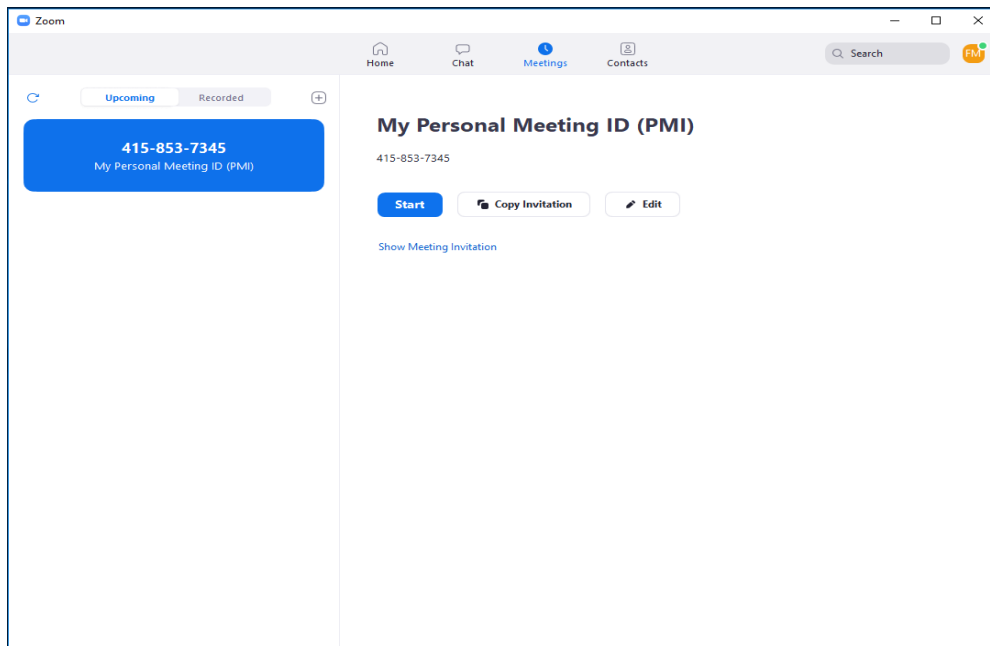 Zoom
Home Chat Meetings Contacts
Search
FM
Upcoming Recorded
415-853-7345
My Personal Meeting ID (PMI)
My Personal Meeting ID (PMI)
415-853-7345
Start Copy Invitation Edit
Show Meeting Invitation